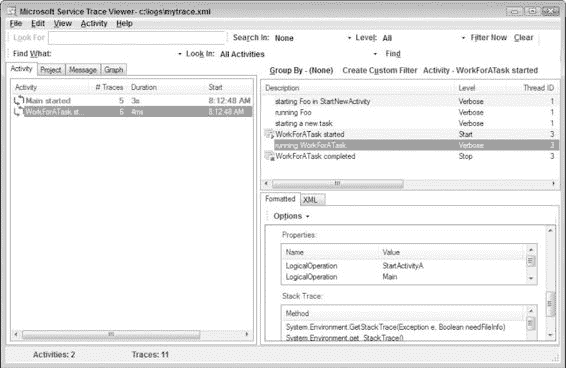 Microsoft Service Trace Viewer- c:\logs\mytrace.xml
File Edit View Activity Help
Look For Search In: None Level: All Filter Now Clear
Find What: Look In: All Activities Find
Activity Project Message Graph
Activity # Traces Duration Start
Main started 5 3s 8:12:48 AM
WorkForATask st... 6 4ms 8:12:48 AM
Group By - (None) Create Custom Filter Activity - WorkForATask started
Description Level Thread ID
starting Foo in StartNewActivity Verbose 1
running Foo Verbose 1
starting a new task Verbose 1
WorkForATask started Start 3
running WorkForATask Verbose 3
WorkForATask completed Stop 3
Formatted XML
Options
Properties:
Name Value
LogicalOperation StartActivityA
LogicalOperation Main
Stack Trace:
Method
System.Environment.GetStackTrace(Exception e, Boolean needFileInfo)
System.Environment.get_StackTrace()
Activities: 2 Traces: 11